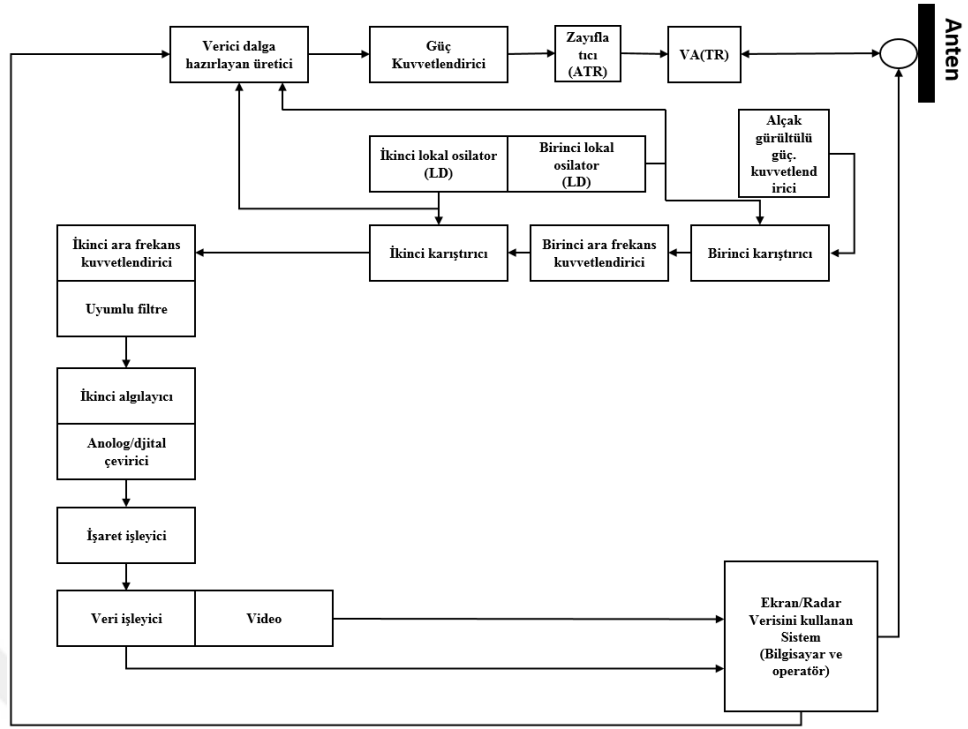 Verici dalga
hazırlayan üretici
Güç
Kuvvetlendirici
Zayıfla
tıcı
(ATR)
VA(TR)
Anten
İkinci lokal osilator
(LD)
Birinci lokal
osilator
(LD)
Alçak
gürültülü
güç.
kuvvetlend
irici
İkinci ara frekans
kuvvetlendirici
İkinci karıştırıcı
Birinci ara frekans
kuvvetlendirici
Birinci karıştırıcı
Uyumlu filtre
İkinci algılayıcı
Anolog/djital
çevirici
İşaret işleyici
Veri işleyici
Video
Ekran/Radar
Verisini kullanan
Sistem
(Bilgisayar ve
operatör)